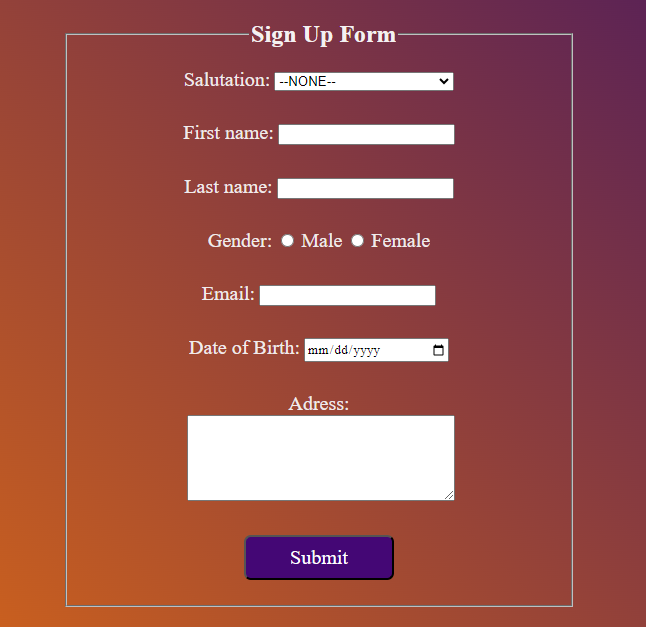 Sign Up Form
Salutation: --NONE--
First name:
Last name:
Gender: Male Female
Email:
Date of Birth: mm/dd/yyyy
Adress:
Submit